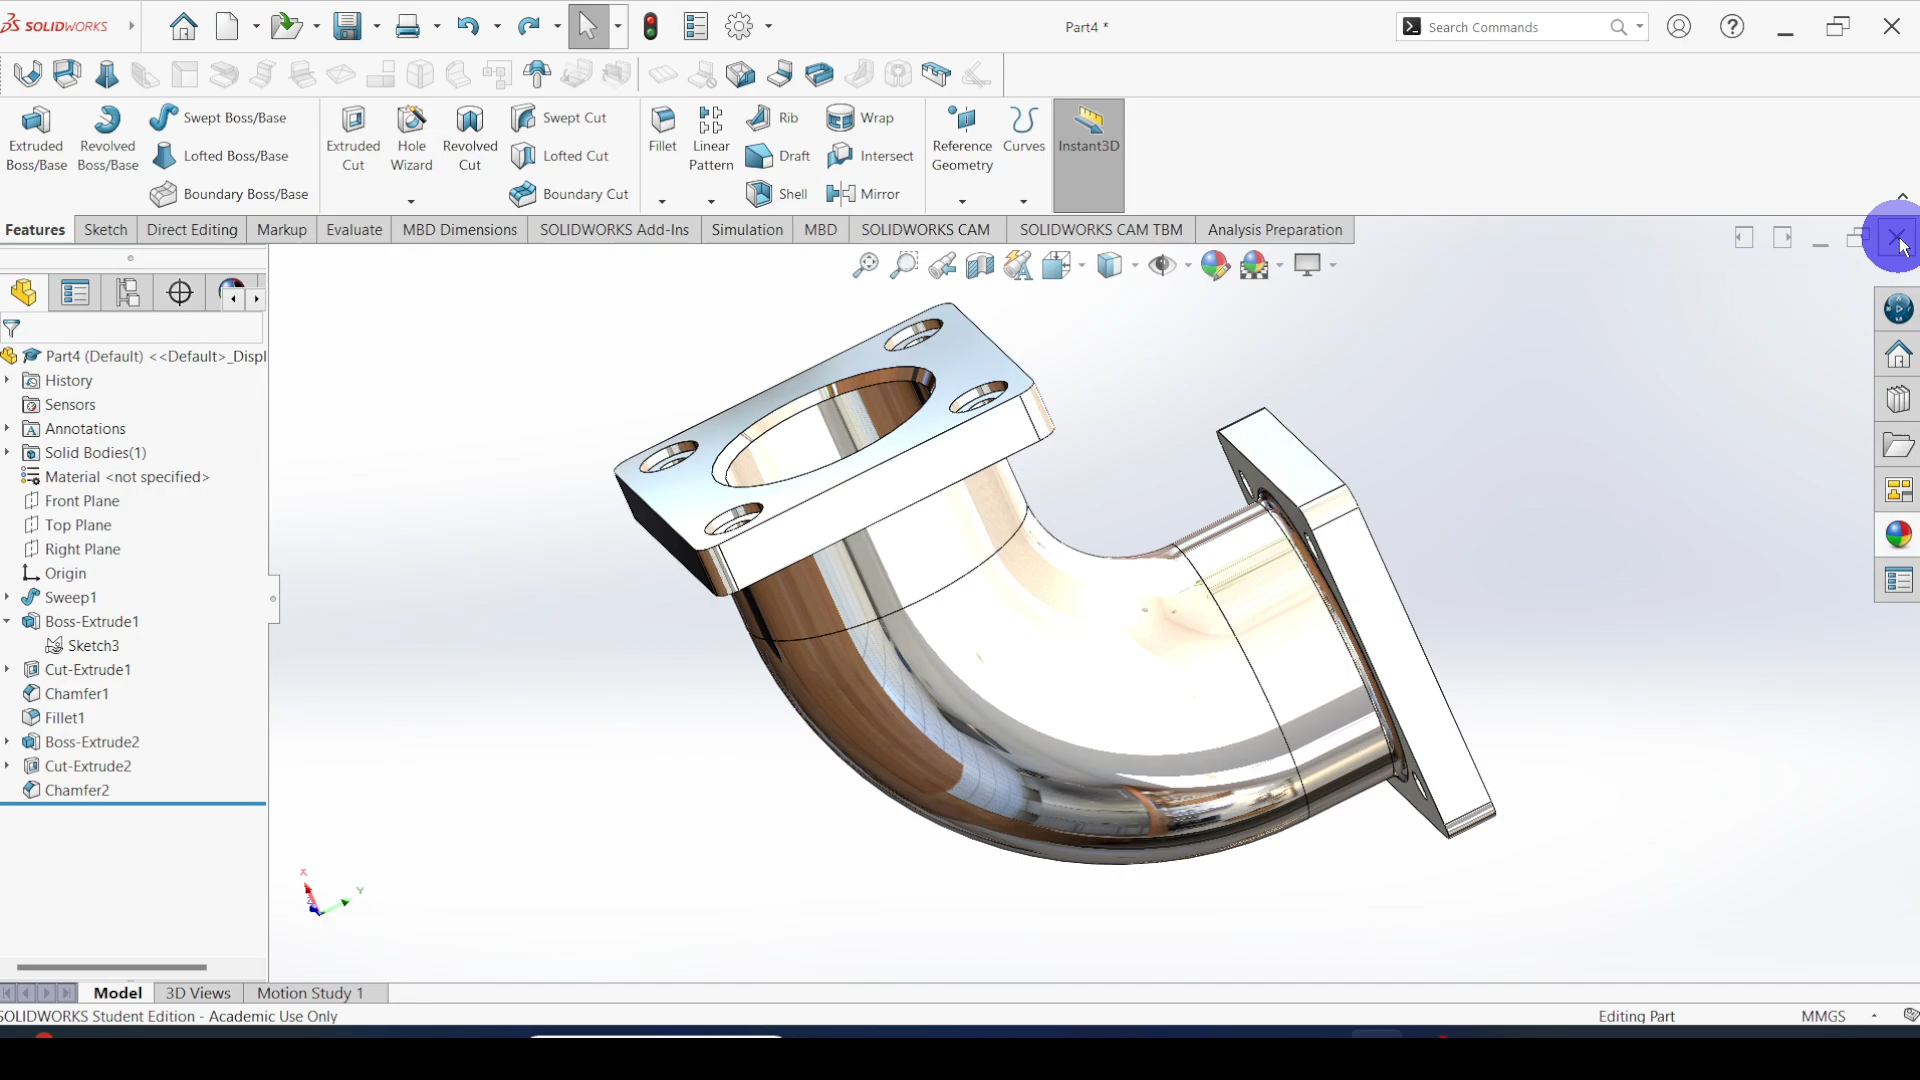 SOLIDWORKS
Part4 *
Search Commands
Extruded Boss/Base
Revolved Boss/Base
Swept Boss/Base
Lofted Boss/Base
Boundary Boss/Base
Extruded Cut
Hole Wizard
Revolved Cut
Swept Cut
Lofted Cut
Boundary Cut
Fillet
Linear Pattern
Rib
Draft
Shell
Wrap
Intersect
Mirror
Reference Geometry
Curves
Instant3D
Features
Sketch
Direct Editing
Markup
Evaluate
MBD Dimensions
SOLIDWORKS Add-Ins
Simulation
MBD
SOLIDWORKS CAM
SOLIDWORKS CAM TBM
Analysis Preparation
Part4 (Default) <<Default>_Displ
History
Sensors
Annotations
Solid Bodies(1)
Material <not specified>
Front Plane
Top Plane
Right Plane
Origin
Sweep1
Boss-Extrude1
Sketch3
Cut-Extrude1
Chamfer1
Fillet1
Boss-Extrude2
Cut-Extrude2
Chamfer2
X
Y
Z
Model
3D Views
Motion Study 1
SOLIDWORKS Student Edition - Academic Use Only
Editing Part
MMGS